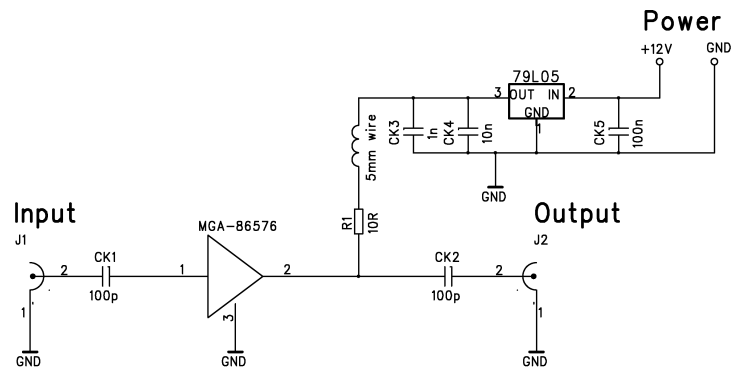 Power
+12V GND
79L05
3 OUT IN 2
GND
1
CK3 1n
CK4 10n
CK5 100n
5mm wire
GND
R1 10R
Input
J1
Output
J2
MGA-86576
CK1
100p
CK2
100p
2 1 2 2
1 3 1
GND GND GND